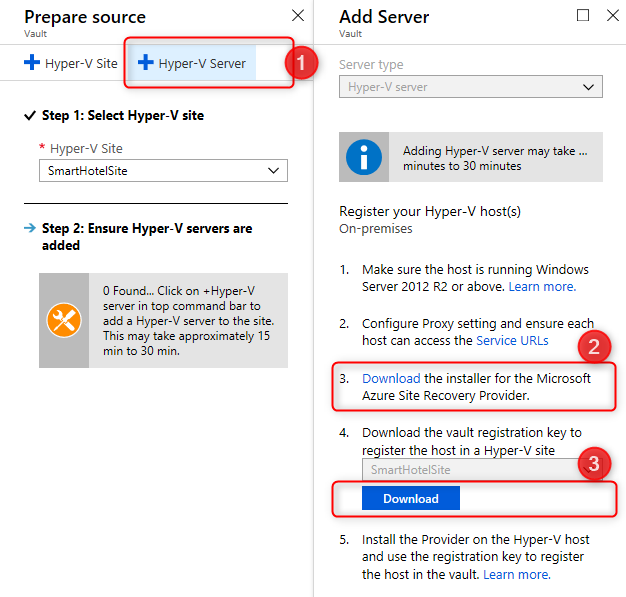 Prepare source
Vault
Hyper-V Site
Hyper-V Server
1
Step 1: Select Hyper-V site
* Hyper-V Site
SmartHotelSite
Step 2: Ensure Hyper-V servers are
added
0 Found... Click on +Hyper-V
server in top command bar to
add a Hyper-V server to the site.
This may take approximately 15
min to 30 min.
Add Server
Vault
Server type
Hyper-V server
Adding Hyper-V server may take ...
minutes to 30 minutes
Register your Hyper-V host(s)
On-premises
1. Make sure the host is running Windows
Server 2012 R2 or above. Learn more.
2. Configure Proxy setting and ensure each
host can access the Service URLs
2
3. Download the installer for the Microsoft
Azure Site Recovery Provider.
4. Download the vault registration key to
register the host in a Hyper-V site
SmartHotelSite
3
Download
5. Install the Provider on the Hyper-V host
and use the registration key to register
the host in the vault. Learn more.